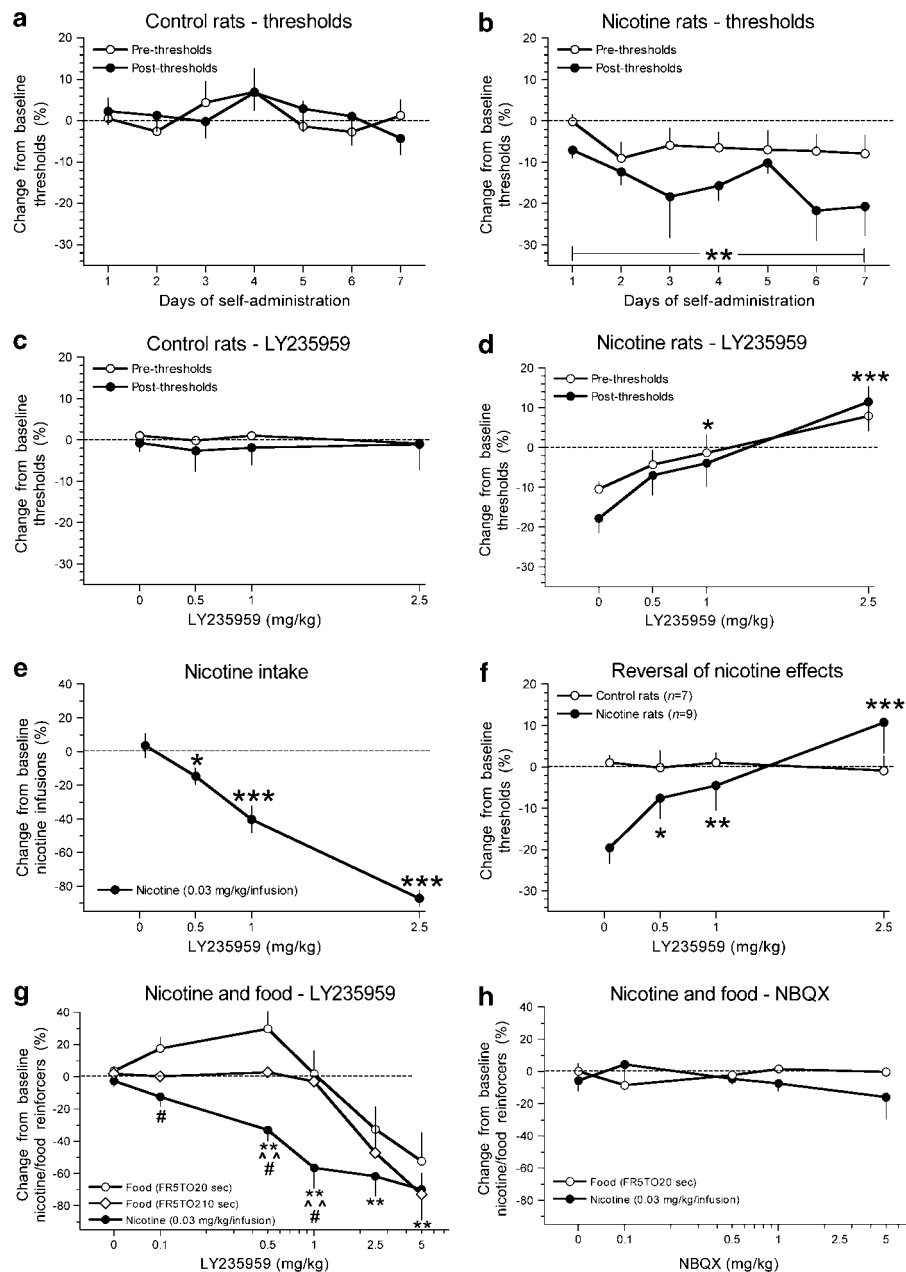 a
Control rats - thresholds
Pre-thresholds
Post-thresholds
20
10
0
-10
-20
-30
Change from baseline
thresholds (%)
1 2 3 4 5 6 7
Days of self-administration
b
Nicotine rats - thresholds
Pre-thresholds
Post-thresholds
20
10
0
-10
-20
-30
Change from baseline
thresholds (%)
**
1 2 3 4 5 6 7
Days of self-administration
c
Control rats - LY235959
Pre-thresholds
Post-thresholds
20
10
0
-10
-20
-30
Change from baseline
thresholds (%)
0 0.5 1 2.5
LY235959 (mg/kg)
d
Nicotine rats - LY235959
Pre-thresholds
Post-thresholds
20
10
0
-10
-20
-30
Change from baseline
thresholds (%)
*
***
0 0.5 1 2.5
LY235959 (mg/kg)
e
Nicotine intake
40
20
0
-20
-40
-60
-80
Change from baseline
nicotine infusions (%)
*
***
***
Nicotine (0.03 mg/kg/infusion)
0 0.5 1 2.5
LY235959 (mg/kg)
f
Reversal of nicotine effects
Control rats (n=7)
Nicotine rats (n=9)
20
10
0
-10
-20
-30
Change from baseline
thresholds (%)
*
**
***
0 0.5 1 2.5
LY235959 (mg/kg)
g
Nicotine and food - LY235959
40
20
0
-20
-40
-60
-80
Change from baseline
nicotine/food reinforcers (%)
#
**
^ ^
#
**
^ ^
#
**
**
Food (FR5TO20 sec)
Food (FR5TO210 sec)
Nicotine (0.03 mg/kg/infusion)
0 0.1 0.5 1 2.5 5
LY235959 (mg/kg)
h
Nicotine and food - NBQX
40
20
0
-20
-40
-60
-80
Change from baseline
nicotine/food reinforcers (%)
Food (FR5TO20 sec)
Nicotine (0.03 mg/kg/infusion)
0 0.1 0.5 1 2.5 5
NBQX (mg/kg)